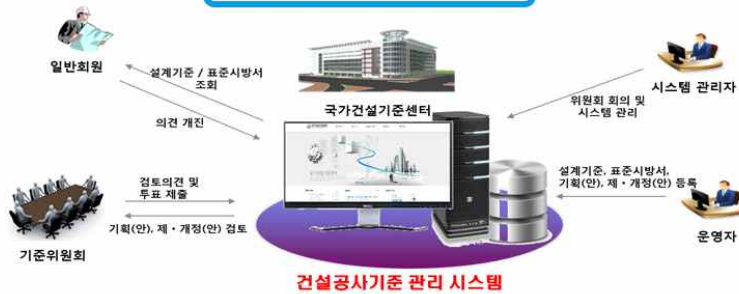 일반회원
설계기준 / 표준시방서
조회
의견 개진
국가건설기준센터
시스템 관리자
위원회 회의 및
시스템 관리
검토의견 및
투표 제출
기획(안), 제・개정(안) 검토
기준위원회
설계기준, 표준시방서,
기획(안), 제・개정(안) 등록
운영자
건설공사기준 관리 시스템